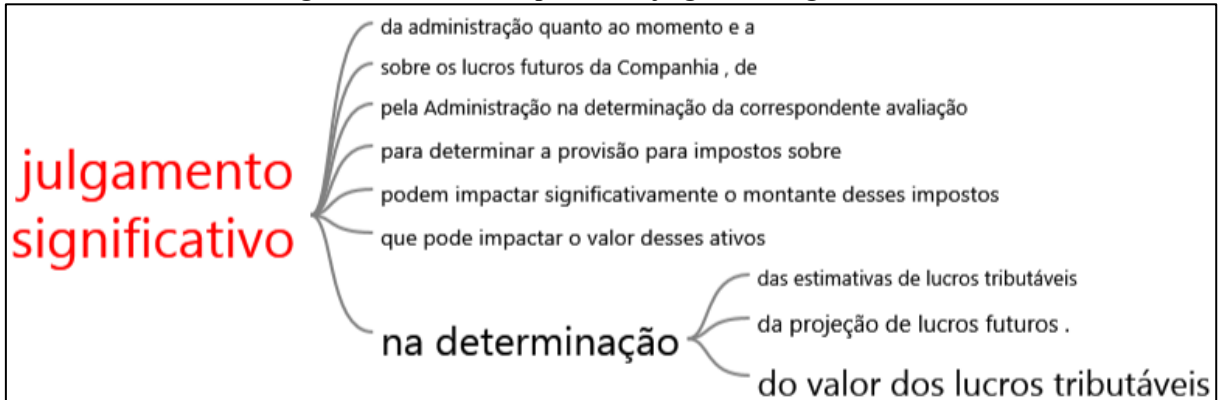 da administração quanto ao momento e a
sobre os lucros futuros da Companhia , de
pela Administração na determinação da correspondente avaliação
para determinar a provisão para impostos sobre
podem impactar significativamente o montante desses impostos
que pode impactar o valor desses ativos
julgamento
significativo
na determinação
das estimativas de lucros tributáveis
da projeção de lucros futuros .
do valor dos lucros tributáveis